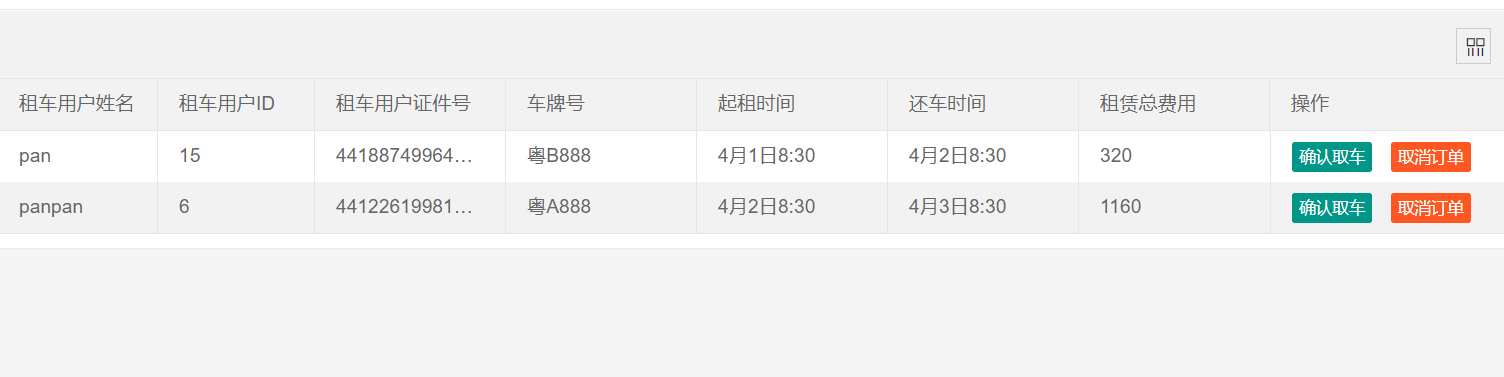 租车用户姓名 租车用户ID 租车用户证件号 车牌号 起租时间 还车时间 租赁总费用 操作
pan 15 44188749964… 粤B888 4月1日8:30 4月2日8:30 320 确认取车 取消订单
panpan 6 44122619981… 粤A888 4月2日8:30 4月3日8:30 1160 确认取车 取消订单